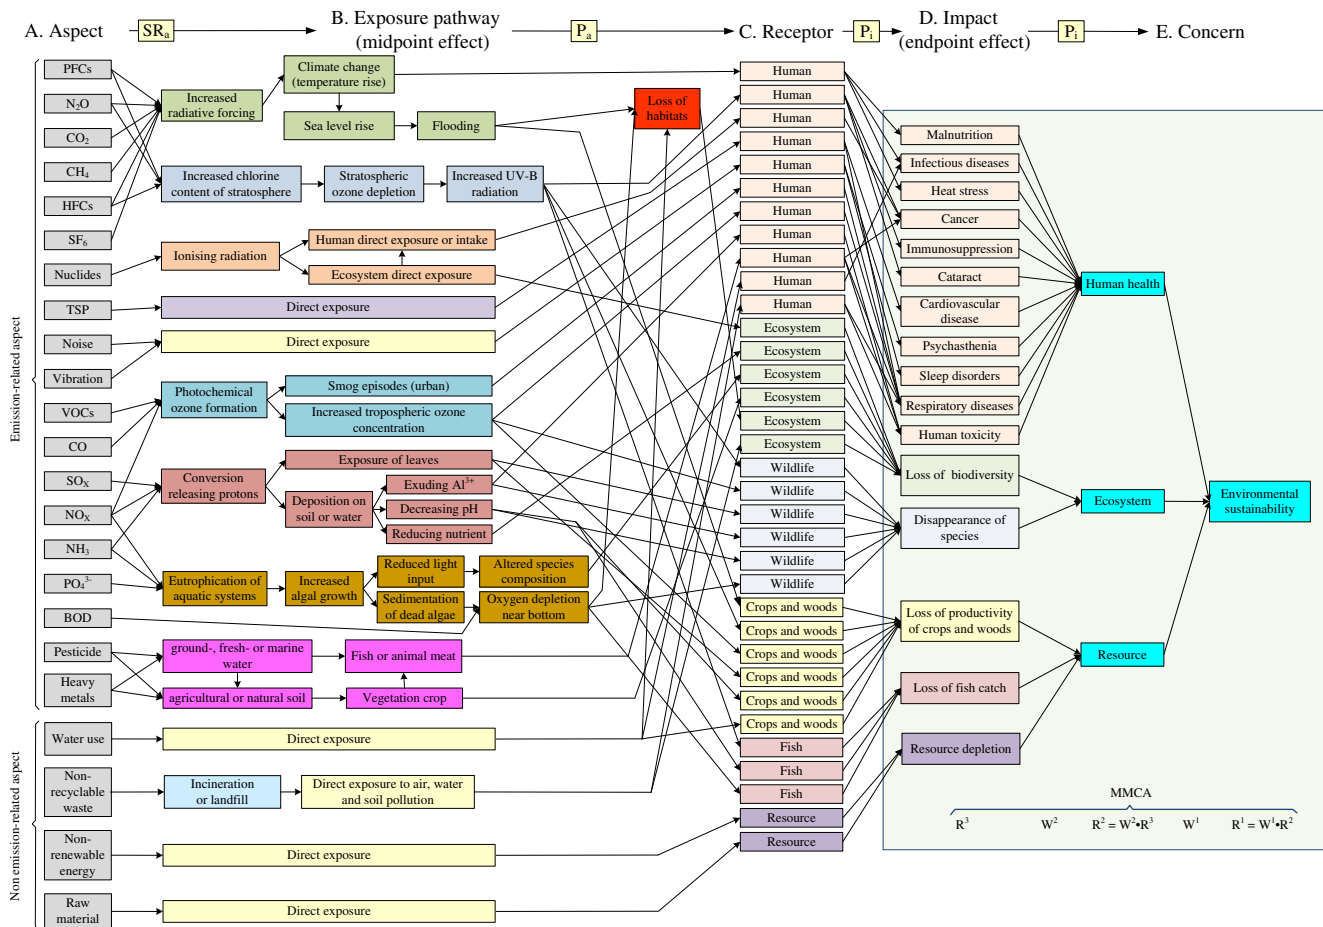 A. Aspect
SRₐ
B. Exposure pathway
(midpoint effect)
Pₐ
C. Receptor
Pᵢ
D. Impact
(endpoint effect)
Pᵢ
E. Concern
Emission-related aspect
Non emission-related aspect
PFCs
N₂O
CO₂
CH₄
HFCs
SF₆
Nuclides
TSP
Noise
Vibration
VOCs
CO
SOₓ
NOₓ
NH₃
PO₄³⁻
BOD
Pesticide
Heavy
metals
Water use
Non-
recyclable
waste
Non-
renewable
energy
Raw
material
Increased
radiative forcing
Climate change
(temperature rise)
Sea level rise
Flooding
Loss of
habitats
Increased chlorine
content of stratosphere
Stratospheric
ozone depletion
Increased UV-B
radiation
Ionising radiation
Human direct exposure or intake
Ecosystem direct exposure
Direct exposure
Direct exposure
Photochemical
ozone formation
Smog episodes (urban)
Increased tropospheric ozone
concentration
Conversion
releasing protons
Exposure of leaves
Deposition on
soil or water
Exuding Al³⁺
Decreasing pH
Reducing nutrient
Eutrophication of
aquatic systems
Increased
algal growth
Reduced light
input
Altered species
composition
Sedimentation
of dead algae
Oxygen depletion
near bottom
ground-, fresh- or marine
water
Fish or animal meat
agricultural or natural soil
Vegetation crop
Direct exposure
Incineration
or landfill
Direct exposure to air, water
and soil pollution
Direct exposure
Direct exposure
Human
Human
Human
Human
Human
Human
Human
Human
Human
Human
Human
Ecosystem
Ecosystem
Ecosystem
Ecosystem
Ecosystem
Ecosystem
Wildlife
Wildlife
Wildlife
Wildlife
Wildlife
Wildlife
Crops and woods
Crops and woods
Crops and woods
Crops and woods
Crops and woods
Crops and woods
Fish
Fish
Fish
Resource
Resource
Malnutrition
Infectious diseases
Heat stress
Cancer
Immunosuppression
Cataract
Cardiovascular
disease
Psychasthenia
Sleep disorders
Respiratory diseases
Human toxicity
Loss of biodiversity
Disappearance of
species
Loss of productivity
of crops and woods
Loss of fish catch
Resource depletion
Human health
Ecosystem
Resource
Environmental
sustainability
MMCA
R³ W² R² = W²•R³ W¹ R¹ = W¹•R²